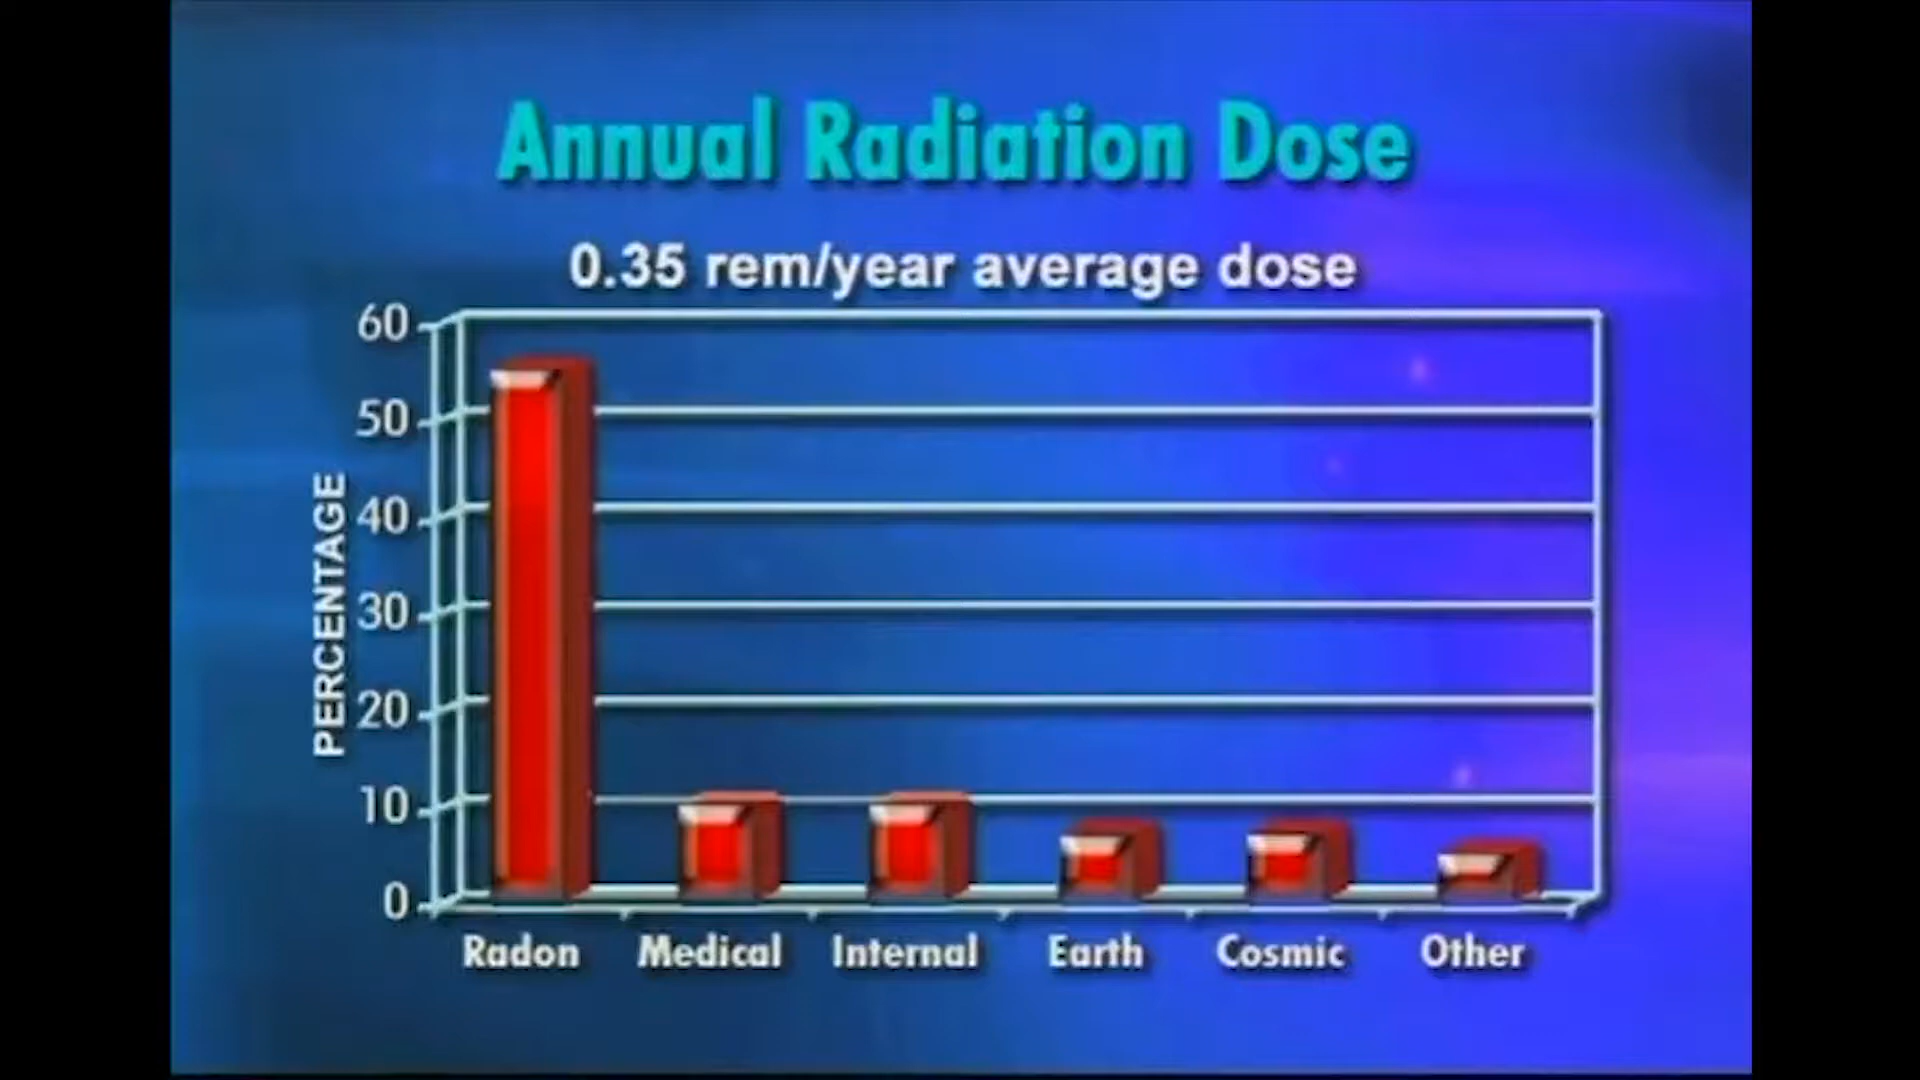 Annual Radiation Dose
0.35 rem/year average dose
PERCENTAGE
60
50
40
30
20
10
0
Radon Medical Internal Earth Cosmic Other